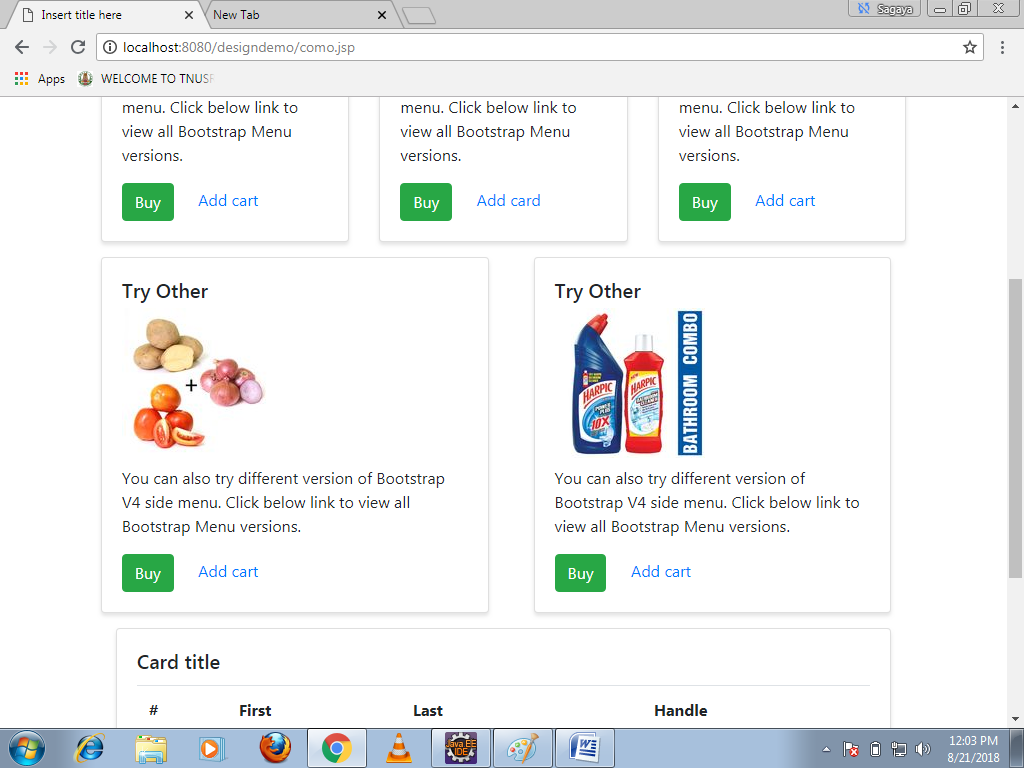 Insert title here
New Tab
Sagaya
localhost:8080/designdemo/como.jsp
Apps
WELCOME TO TNUSF
menu. Click below link to view all Bootstrap Menu versions.
Buy Add cart
menu. Click below link to view all Bootstrap Menu versions.
Buy Add card
menu. Click below link to view all Bootstrap Menu versions.
Buy Add cart
Try Other
+
HARPIC
10X
HARPIC
BATHROOM COMBO
You can also try different version of Bootstrap
V4 side menu. Click below link to view all
Bootstrap Menu versions.
Buy Add cart
Try Other
You can also try different version of
Bootstrap V4 side menu. Click below link to
view all Bootstrap Menu versions.
Buy Add cart
Card title
# First Last Handle
Java EE
IDE
12:03 PM
8/21/2018